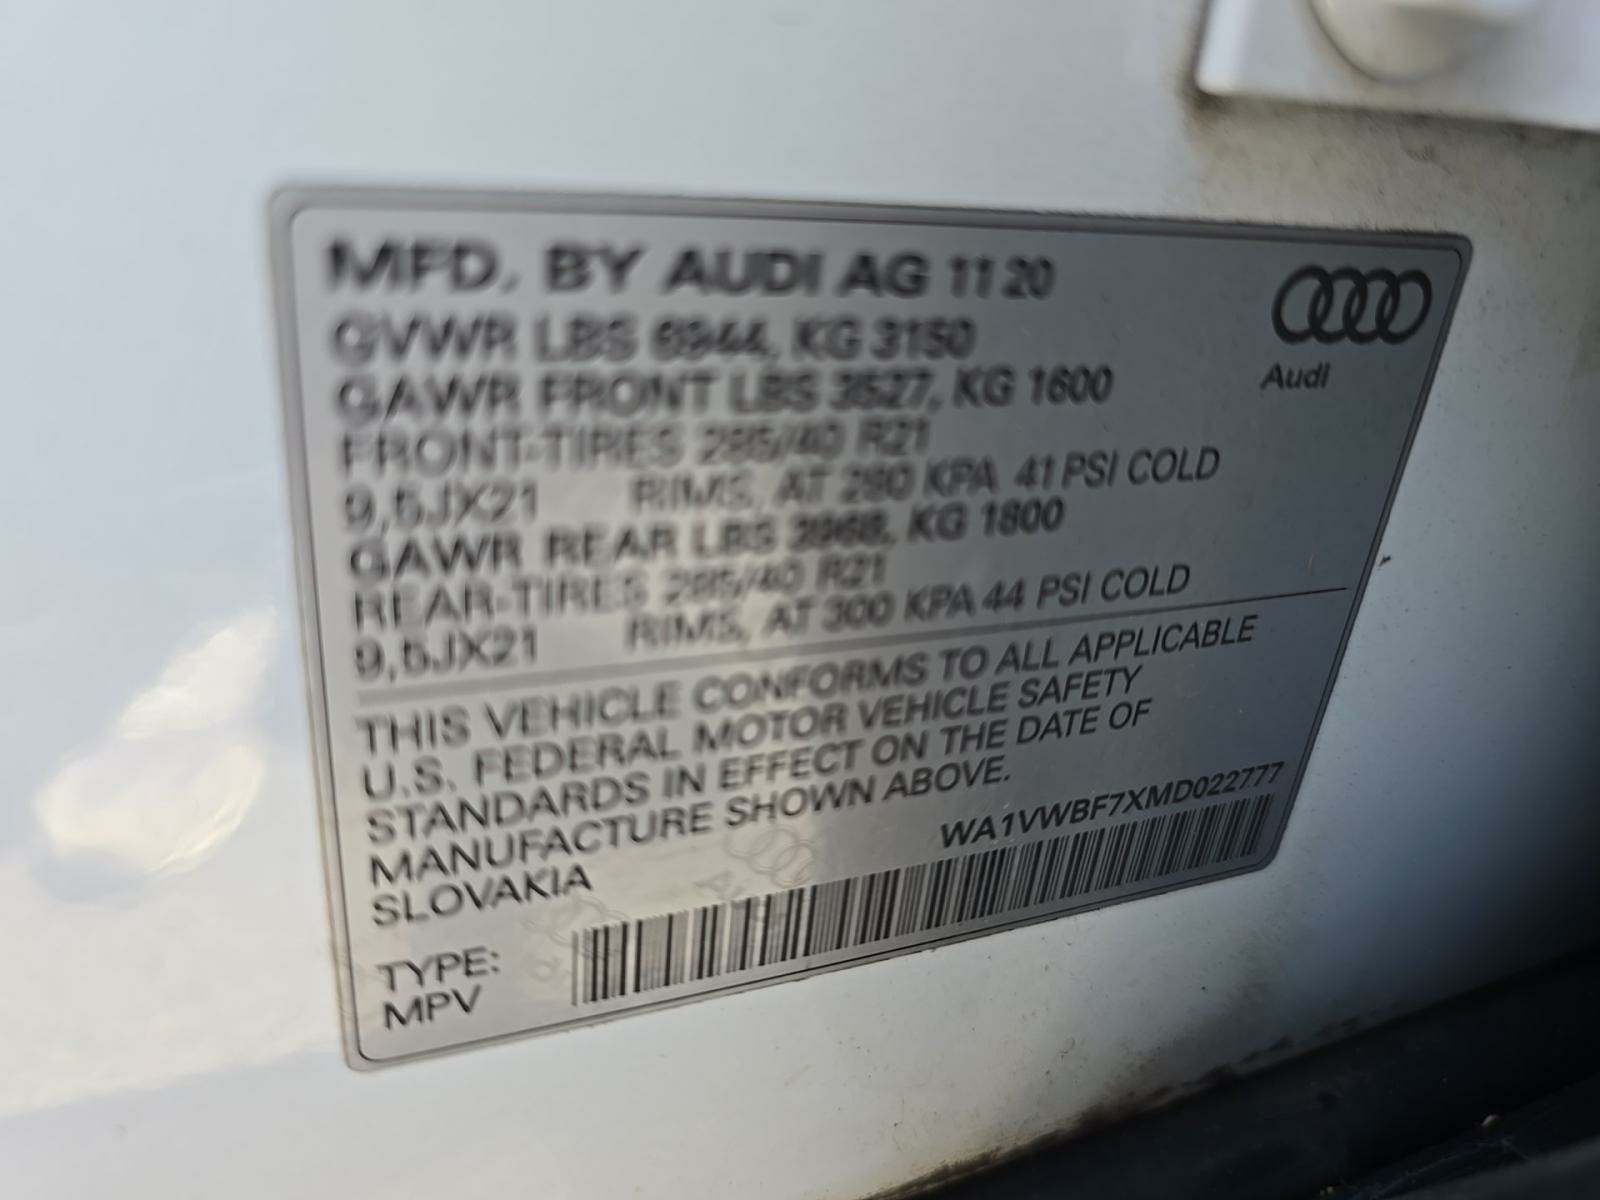 MFD. BY AUDI AG 11 20
GVWR LBS 6944, KG 3150
GAWR FRONT LBS 3527, KG 1600
FRONT-TIRES 285/40 R21
9,5JX21 RIMS, AT 280 KPA 41 PSI COLD
GAWR REAR LBS 3968, KG 1800
REAR-TIRES 285/40 R21
9,5JX21 RIMS, AT 300 KPA 44 PSI COLD
Audi
THIS VEHICLE CONFORMS TO ALL APPLICABLE
U.S. FEDERAL MOTOR VEHICLE SAFETY
STANDARDS IN EFFECT ON THE DATE OF
MANUFACTURE SHOWN ABOVE.
SLOVAKIA
WA1VWBF7XMD022777
TYPE:
MPV